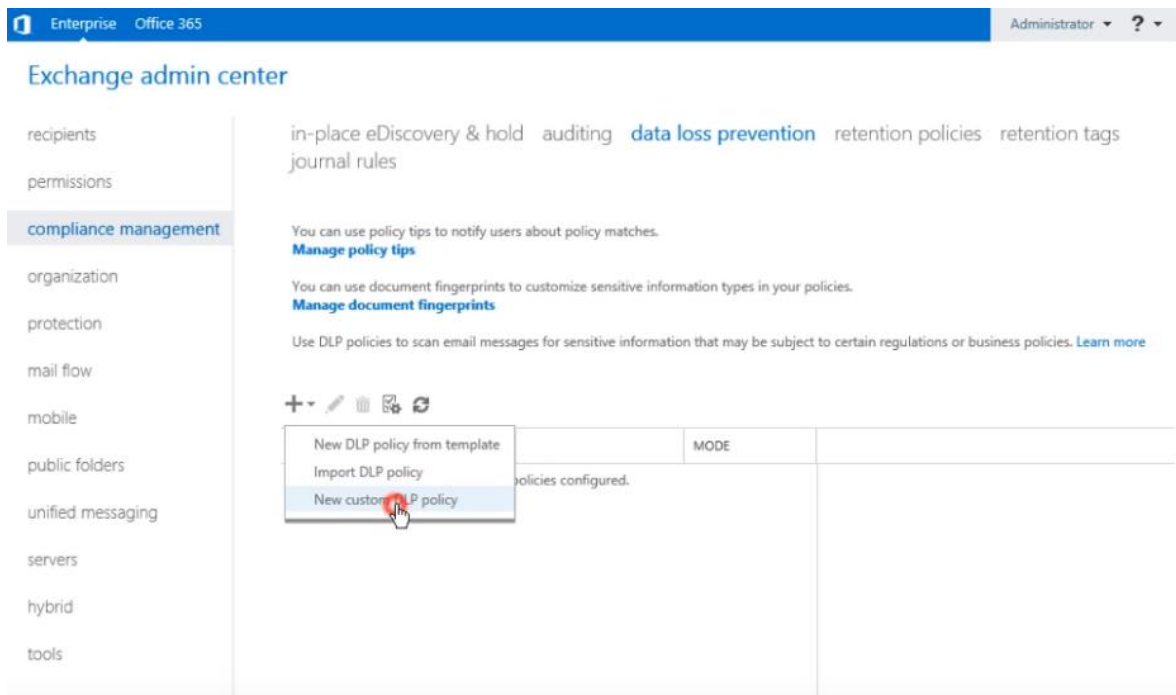 Enterprise Office 365
Administrator ?
Exchange admin center
recipients
permissions
compliance management
organization
protection
mail flow
mobile
public folders
unified messaging
servers
hybrid
tools
in-place eDiscovery & hold auditing data loss prevention retention policies retention tags
journal rules
You can use policy tips to notify users about policy matches.
Manage policy tips
You can use document fingerprints to customize sensitive information types in your policies.
Manage document fingerprints
Use DLP policies to scan email messages for sensitive information that may be subject to certain regulations or business policies. Learn more
MODE
New DLP policy from template
Import DLP policy
New custom DLP policy
policies configured.